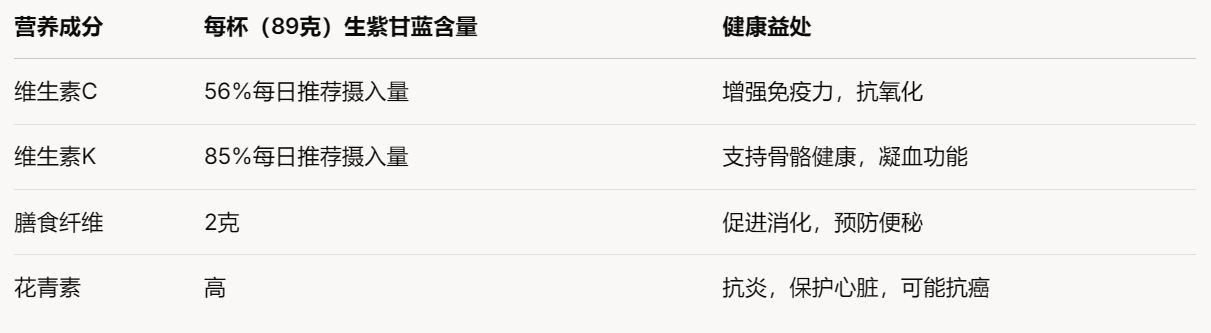 营养成分 每杯（89克）生紫甘蓝含量 健康益处
维生素C 56%每日推荐摄入量 增强免疫力，抗氧化
维生素K 85%每日推荐摄入量 支持骨骼健康，凝血功能
膳食纤维 2克 促进消化，预防便秘
花青素 高 抗炎，保护心脏，可能抗癌